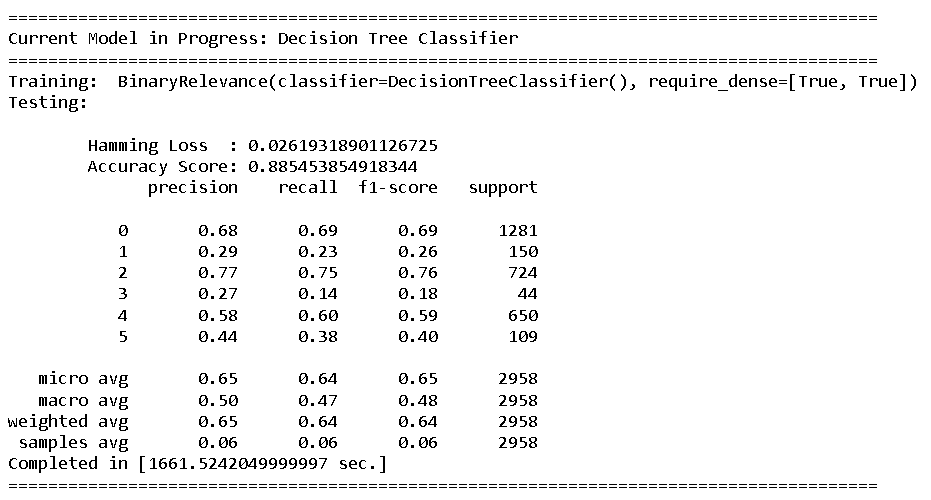 ================================================================================
Current Model in Progress: Decision Tree Classifier
================================================================================
Training:  BinaryRelevance(classifier=DecisionTreeClassifier(), require_dense=[True, True])
Testing:
Hamming Loss  : 0.02619318901126725
Accuracy Score: 0.885453854918344
precision    recall  f1-score   support
0       0.68      0.69      0.69      1281
1       0.29      0.23      0.26       150
2       0.77      0.75      0.76       724
3       0.27      0.14      0.18        44
4       0.58      0.60      0.59       650
5       0.44      0.38      0.40       109
micro avg       0.65      0.64      0.65      2958
macro avg       0.50      0.47      0.48      2958
weighted avg       0.65      0.64      0.64      2958
samples avg       0.06      0.06      0.06      2958
Completed in [1661.5242049999997 sec.]
================================================================================